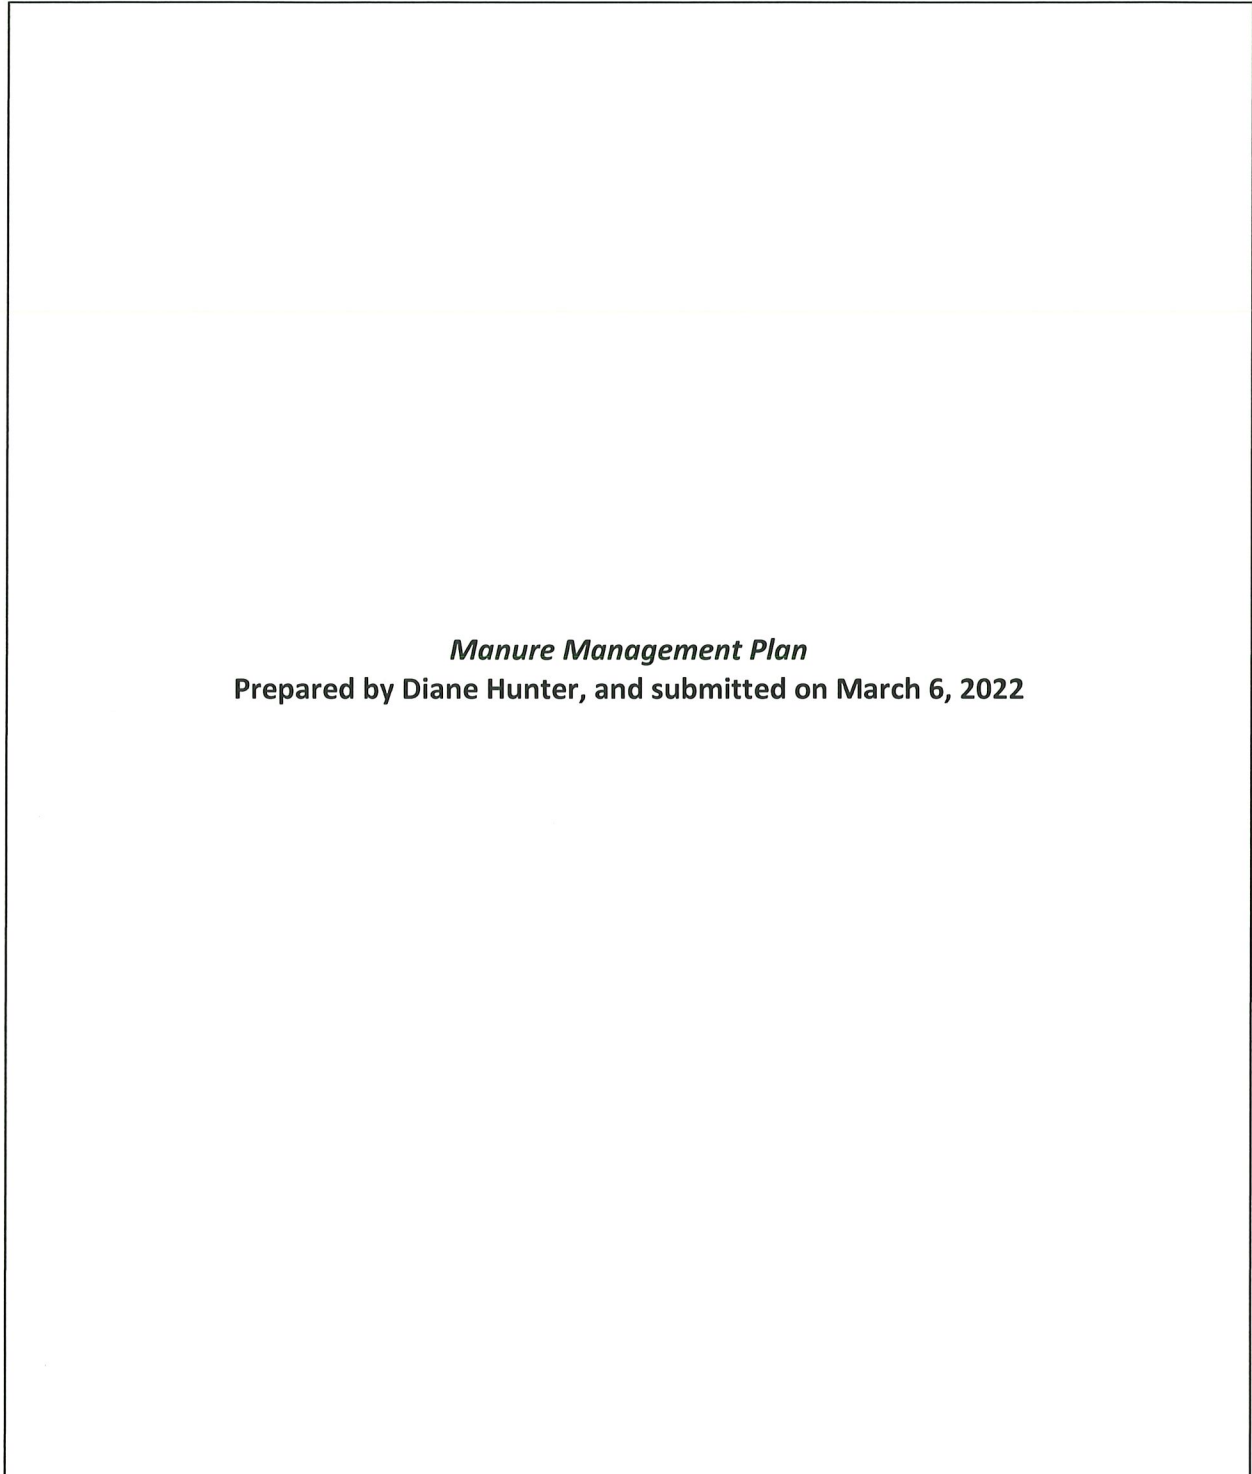 Manure Management Plan
Prepared by Diane Hunter, and submitted on March 6, 2022